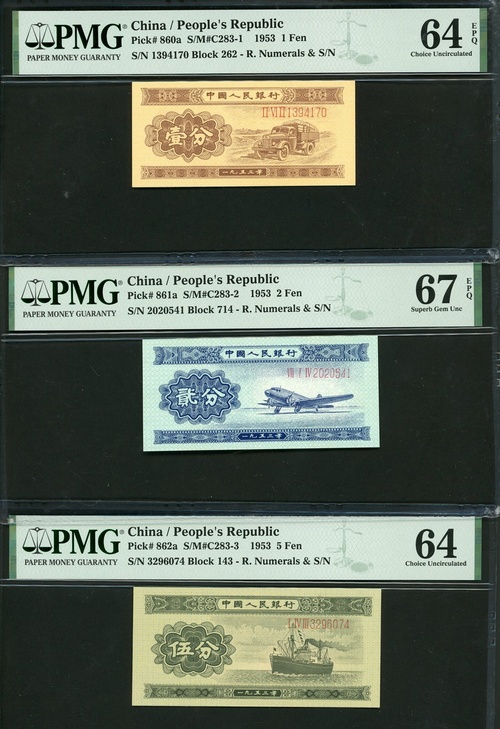 PMG
PAPER MONEY GUARANTY
China / People's Republic
Pick# 860a S/M#C283-1 1953 1 Fen
S/N 1394170 Block 262 - R. Numerals & S/N
64 EPQ
Choice Uncirculated
中國人民銀行
II VI II 1394170
壹分
一九五三年
PMG
PAPER MONEY GUARANTY
China / People's Republic
Pick# 861a S/M#C283-2 1953 2 Fen
S/N 2020541 Block 714 - R. Numerals & S/N
67 EPQ
Superb Gem Unc
中國人民銀行
VII I IV 2020541
貳分
一九五三年
PMG
PAPER MONEY GUARANTY
China / People's Republic
Pick# 862a S/M#C283-3 1953 5 Fen
S/N 3296074 Block 143 - R. Numerals & S/N
64
Choice Uncirculated
中國人民銀行
I IV III 3296074
伍分
一九五三年